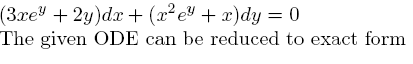 (3xe^y + 2y)dx + (x^2e^y + x)dy = 0
The given ODE can be reduced to exact form